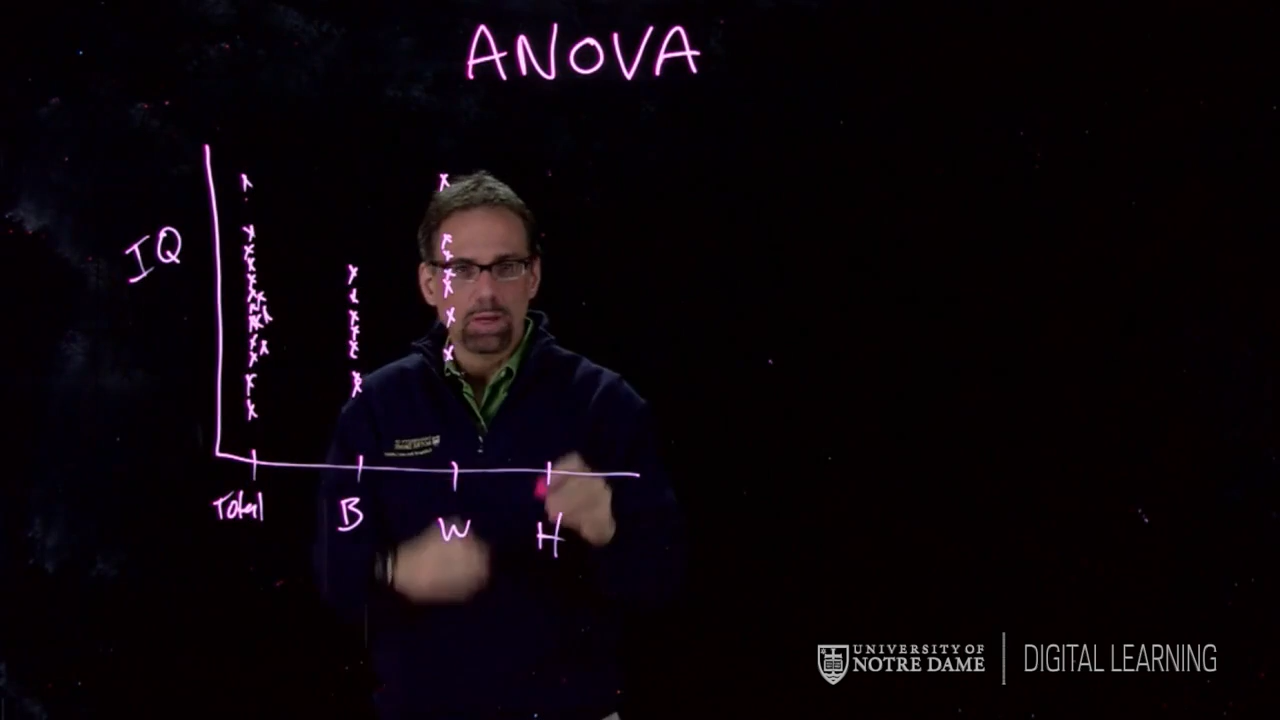 ANOVA
IQ
Total B W H
UNIVERSITY OF
NOTRE DAME
DIGITAL LEARNING